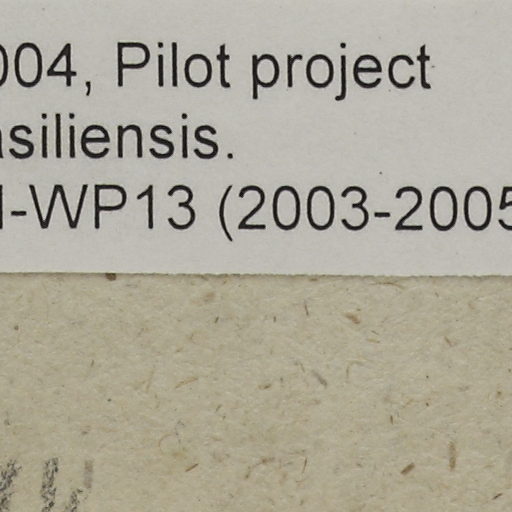 004, Pilot project
asiliensis.
-WP13 (2003-2005